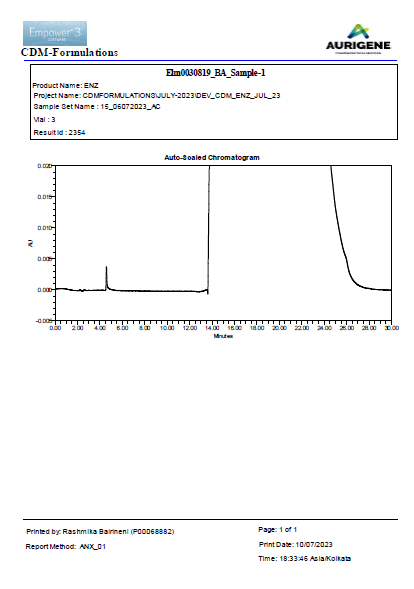 Empower 3
SOFTWARE
AURIGENE
CDM-Formulations
Elm0030819_BA_Sample-1
Product Name: ENZ
Project Name: CDMFORMULATIONS\JULY-2023\DEV_CDM_ENZ_JUL_23
Sample Set Name : 15_05072023_AC
Vial : 3
Result Id : 2354
Auto-Scaled Chromatogram
0.020
0.015
0.010
0.005
0.000
-0.005
AU
0.00 2.00 4.00 6.00 8.00 10.00 12.00 14.00 16.00 18.00 20.00 22.00 24.00 26.00 28.00 30.00
Minutes
Printed by: Rashmika Bairineni (P00068882)
Page: 1 of 1
Report Method: ANX_01
Print Date: 10/07/2023
Time: 18:33:46 Asia/Kolkata